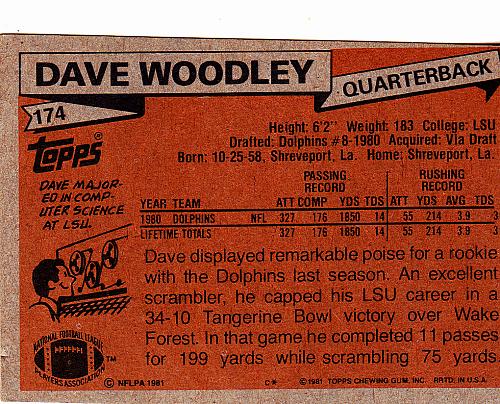 DAVE WOODLEY
QUARTERBACK
174
Topps®
Height: 6'2" Weight: 183 College: LSU
Drafted: Dolphins #8-1980 Acquired: Via Draft
Born: 10-25-58, Shreveport, La. Home: Shreveport, La.
DAVE MAJOR-
ED IN COMP-
UTER SCIENCE
AT LSU.
PASSING RUSHING
RECORD RECORD
YEAR TEAM ATT COMP YDS TDS ATT YDS AVG TDS
1980 DOLPHINS NFL 327 176 1850 14 55 214 3.9 3
LIFETIME TOTALS 327 176 1850 14 55 214 3.9 3
Dave displayed remarkable poise for a rookie
with the Dolphins last season. An excellent
scrambler, he capped his LSU career in a
34-10 Tangerine Bowl victory over Wake
Forest. In that game he completed 11 passes
for 199 yards while scrambling 75 yards
NATIONAL FOOTBALL LEAGUE
PLAYERS ASSOCIATION
TM
© NFLPA 1981
C*
© 1981 TOPPS CHEWING GUM, INC. PRTD. IN U.S.A.